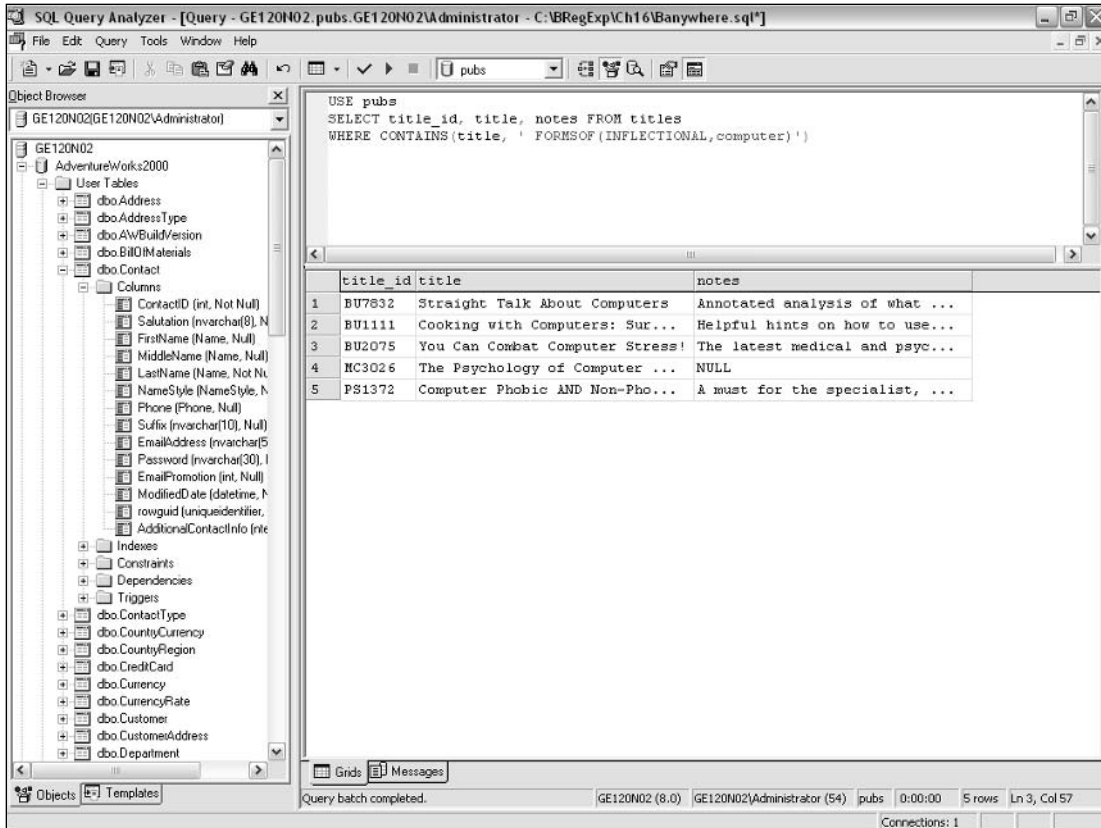 SQL Query Analyzer - [Query - GE120N02.pubs.GE120N02\Administrator - C:\BRegExp\Ch16\Banywhere.sql*]
File Edit Query Tools Window Help
pubs
Object Browser
GE120N02(GE120N02\Administrator)
GE120N02
AdventureWorks2000
User Tables
dbo.Address
dbo.AddressType
dbo.AWBuildVersion
dbo.BillOfMaterials
dbo.Contact
Columns
ContactID (int, Not Null)
Salutation (nvarchar(8), N
FirstName (Name, Null)
MiddleName (Name, Null)
LastName (Name, Not Nu
NameStyle (NameStyle, N
Phone (Phone, Null)
Suffix (nvarchar(10), Null)
EmailAddress (nvarchar(5
Password (nvarchar(30), 
EmailPromotion (int, Null)
ModifiedDate (datetime, N
rowguid (uniqueidentifier,
AdditionalContactInfo (nte
Indexes
Constraints
Dependencies
Triggers
dbo.ContactType
dbo.CountryCurrency
dbo.CountryRegion
dbo.CreditCard
dbo.Currency
dbo.CurrencyRate
dbo.Customer
dbo.CustomerAddress
dbo.Department
Objects Templates
USE pubs
SELECT title_id, title, notes FROM titles
WHERE CONTAINS(title, ' FORMSOF(INFLECTIONAL,computer)')
title_id title notes
1 BU7832 Straight Talk About Computers Annotated analysis of what ...
2 BU1111 Cooking with Computers: Sur... Helpful hints on how to use...
3 BU2075 You Can Combat Computer Stress! The latest medical and psyc...
4 MC3026 The Psychology of Computer ... NULL
5 PS1372 Computer Phobic AND Non-Pho... A must for the specialist, ...
Grids Messages
Query batch completed. GE120N02 (8.0) GE120N02\Administrator (54) pubs 0:00:00 5 rows Ln 3, Col 57
Connections: 1